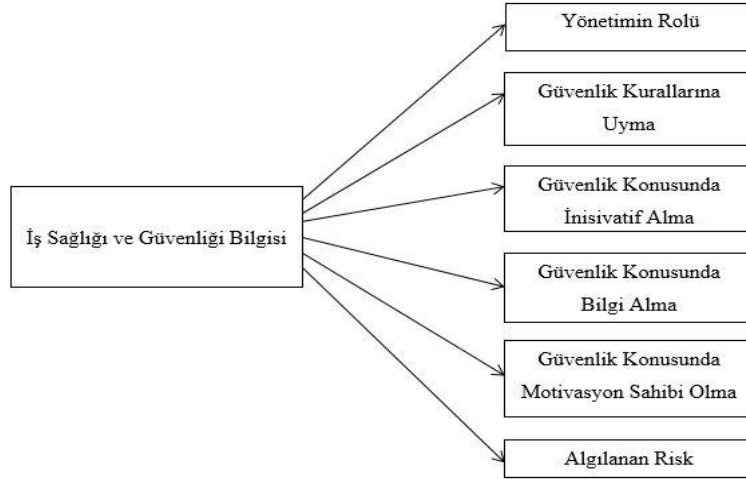 Yönetimin Rolü
Güvenlik Kurallarına
Uyma
Güvenlik Konusunda
İnisivatif Alma
İş Sağlığı ve Güvenliği Bilgisi
Güvenlik Konusunda
Bilgi Alma
Güvenlik Konusunda
Motivasyon Sahibi Olma
Algılanan Risk